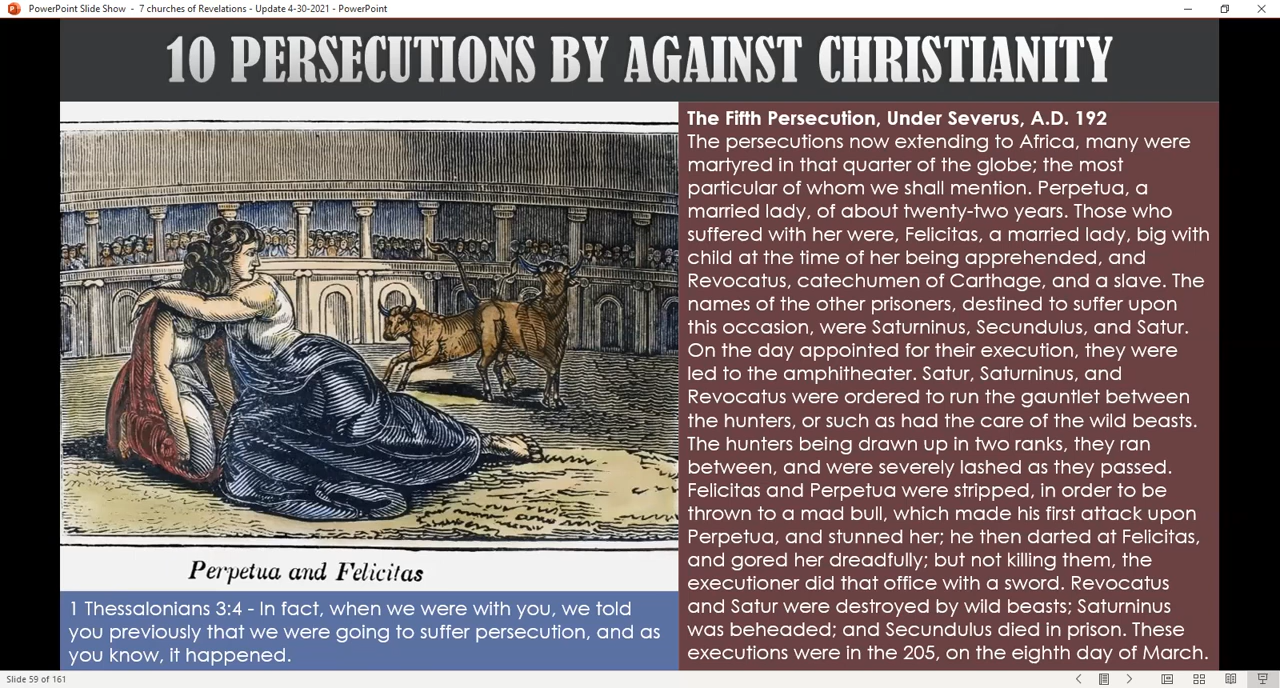 PowerPoint Slide Show - 7 churches of Revelations - Update 4-30-2021 - PowerPoint
10 PERSECUTIONS BY AGAINST CHRISTIANITY
Perpetua and Felicitas
1 Thessalonians 3:4 - In fact, when we were with you, we told
you previously that we were going to suffer persecution, and as
you know, it happened.
The Fifth Persecution, Under Severus, A.D. 192
The persecutions now extending to Africa, many were
martyred in that quarter of the globe; the most
particular of whom we shall mention. Perpetua, a
married lady, of about twenty-two years. Those who
suffered with her were, Felicitas, a married lady, big with
child at the time of her being apprehended, and
Revocatus, catechumen of Carthage, and a slave. The
names of the other prisoners, destined to suffer upon
this occasion, were Saturninus, Secundulus, and Satur.
On the day appointed for their execution, they were
led to the amphitheater. Satur, Saturninus, and
Revocatus were ordered to run the gauntlet between
the hunters, or such as had the care of the wild beasts.
The hunters being drawn up in two ranks, they ran
between, and were severely lashed as they passed.
Felicitas and Perpetua were stripped, in order to be
thrown to a mad bull, which made his first attack upon
Perpetua, and stunned her; he then darted at Felicitas,
and gored her dreadfully; but not killing them, the
executioner did that office with a sword. Revocatus
and Satur were destroyed by wild beasts; Saturninus
was beheaded; and Secundulus died in prison. These
executions were in the 205, on the eighth day of March.
Slide 59 of 161